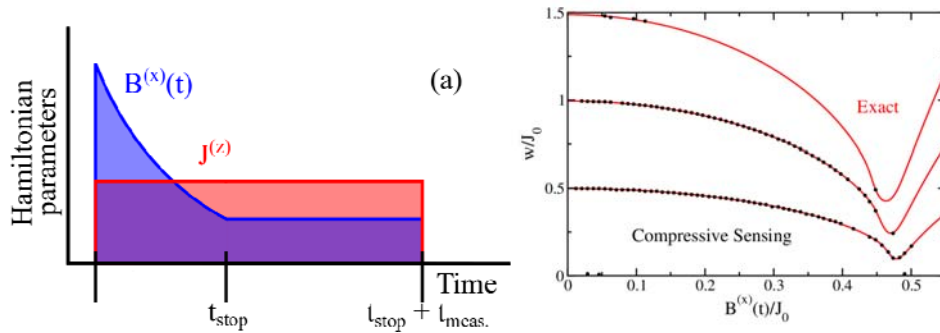 (a)
B^(x)(t)
J^(z)
Hamiltonian
parameters
Time
t_stop
t_stop + t_meas.
1.5
1
0.5
0
w/J_0
Exact
Compressive Sensing
0
0.1
0.2
0.3
0.4
0.5
B^(x)(t)/J_0